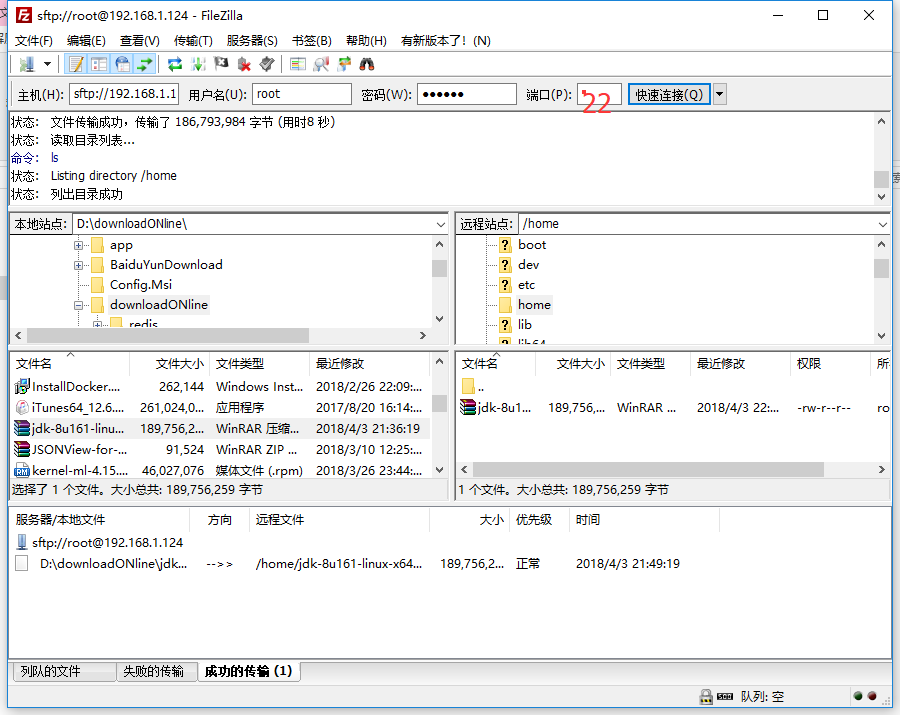 sftp://root@192.168.1.124 - FileZilla
文件(F) 编辑(E) 查看(V) 传输(T) 服务器(S) 书签(B) 帮助(H) 有新版本了! (N)
主机(H): sftp://192.168.1.1 用户名(U): root 密码(W): ●●●●●● 端口(P): 22 快速连接(Q)
状态: 文件传输成功，传输了 186,793,984 字节 (用时8 秒)
状态: 读取目录列表...
命令: ls
状态: Listing directory /home
状态: 列出目录成功
本地站点: D:\downloadONline\
app
BaiduYunDownload
Config.Msi
downloadONline
redis
远程站点: /home
boot
dev
etc
home
lib
lib64
文件名 文件大小 文件类型 最近修改
InstallDocker.... 262,144 Windows Inst... 2018/2/26 22:09:...
iTunes64_12.6.... 261,024,0... 应用程序 2017/8/20 16:14:...
jdk-8u161-linu... 189,756,2... WinRAR 压缩... 2018/4/3 21:36:19
JSONView-for-... 91,524 WinRAR ZIP ... 2018/3/10 12:25:...
kernel-ml-4.15.... 46,027,076 媒体文件 (.rpm) 2018/3/26 23:44:...
选择了 1 个文件。大小总共: 189,756,259 字节
文件名 文件大小 文件类型 最近修改 权限 所
..
jdk-8u1... 189,756,... WinRAR ... 2018/4/3 22:... -rw-r--r-- ro
1 个文件。大小总共: 189,756,259 字节
服务器/本地文件 方向 远程文件 大小 优先级 时间
sftp://root@192.168.1.124
D:\downloadONline\jdk... -->> /home/jdk-8u161-linux-x64... 189,756,2... 正常 2018/4/3 21:49:19
列队的文件 失败的传输 成功的传输 (1)
队列: 空